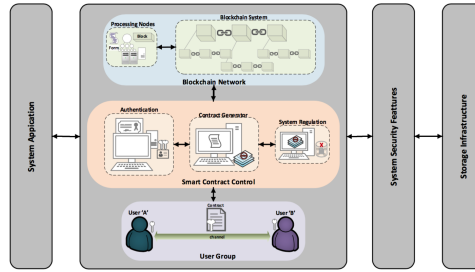 Blockchain System
Processing Nodes
Block
Form
Blockchain Network
Authentication
Contract Generator
System Regulation
Smart Contract Control
Contract
User 'A'
User 'B'
channel
User Group
System Application
System Security Features
Storage Infrastructure